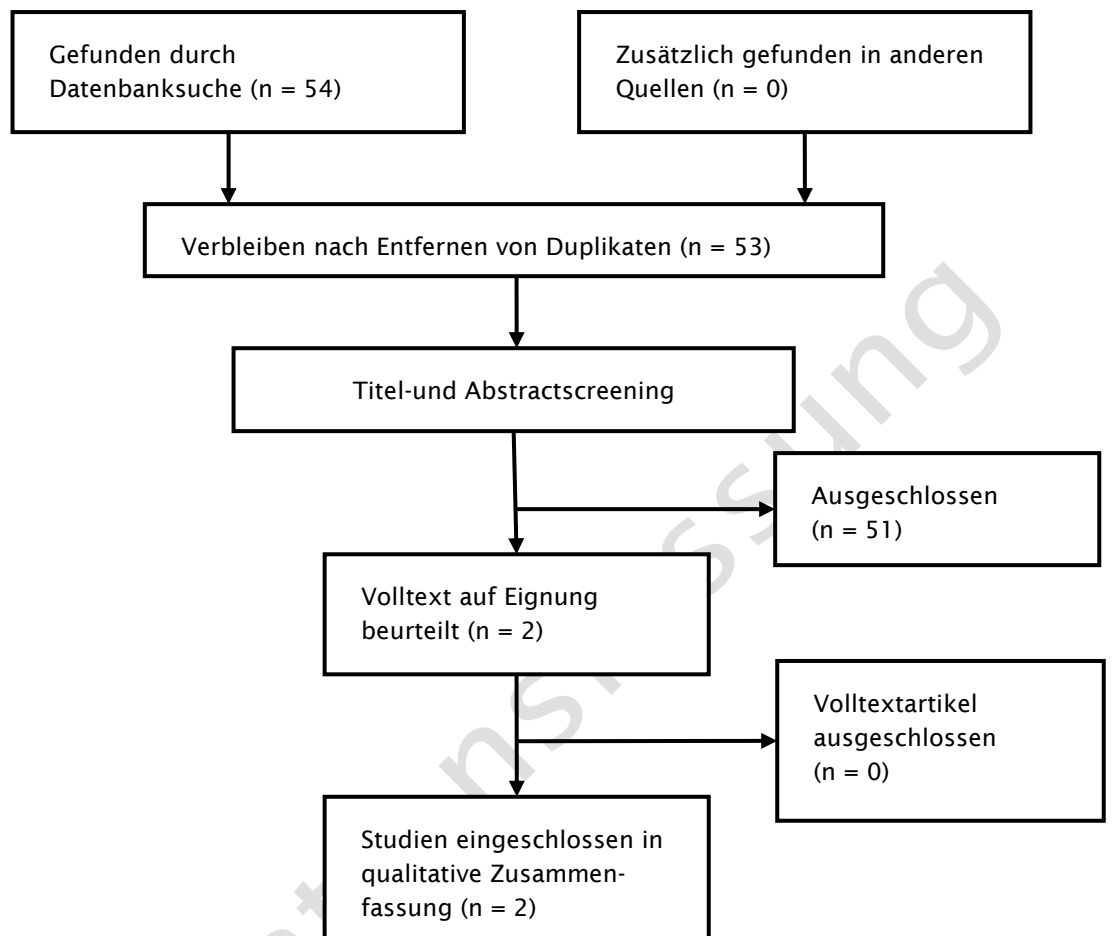 Gefunden durch
Datenbanksuche (n = 54)
Zusätzlich gefunden in anderen
Quellen (n = 0)
Verbleiben nach Entfernen von Duplikaten (n = 53)
Titel-und Abstractscreening
Ausgeschlossen
(n = 51)
Volltext auf Eignung
beurteilt (n = 2)
Volltextartikel
ausgeschlossen
(n = 0)
Studien eingeschlossen in
qualitative Zusammen-
fassung (n = 2)